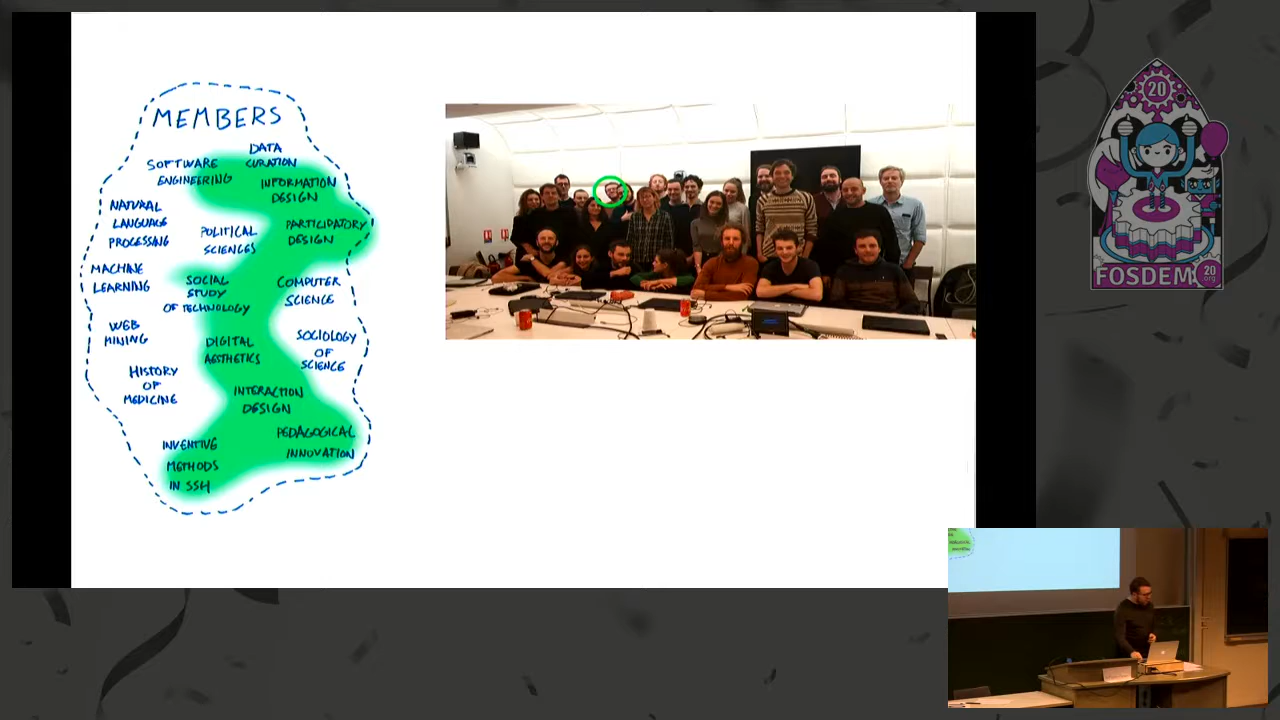 MEMBERS
DATA
CURATION
SOFTWARE
ENGINEERING
INFORMATION
DESIGN
NATURAL
LANGUAGE
PROCESSING
POLITICAL
SCIENCES
PARTICIPATORY
DESIGN
MACHINE
LEARNING
SOCIAL
STUDY
OF TECHNOLOGY
COMPUTER
SCIENCE
WEB
MINING
DIGITAL
AESTHETICS
SOCIOLOGY
OF
SCIENCE
HISTORY
OF
MEDICINE
INTERACTION
DESIGN
INVENTIVE
METHODS
IN SSH
PEDAGOGICAL
INNOVATION
20
FOSDEM
20
.org